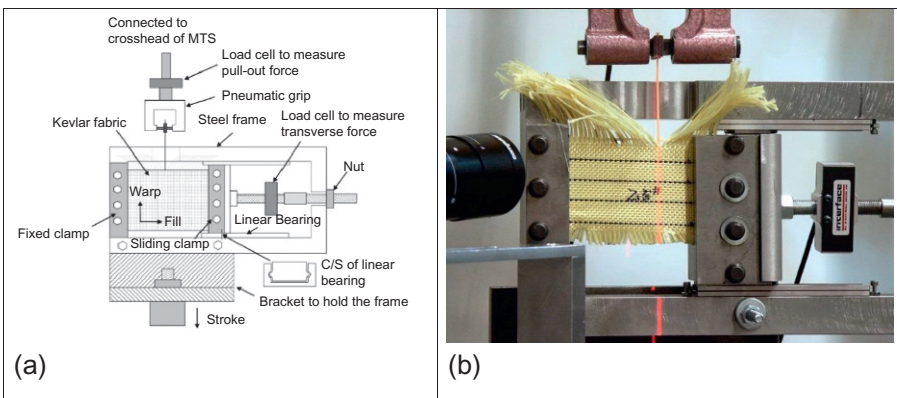 Connected to
crosshead of MTS
Load cell to measure
pull-out force
Pneumatic grip
Load cell to measure
transverse force
Kevlar fabric
Steel frame
Nut
Warp
Fill
Linear Bearing
Fixed clamp
Sliding clamp
C/S of linear
bearing
Bracket to hold the frame
Stroke
(a)
interface
(b)